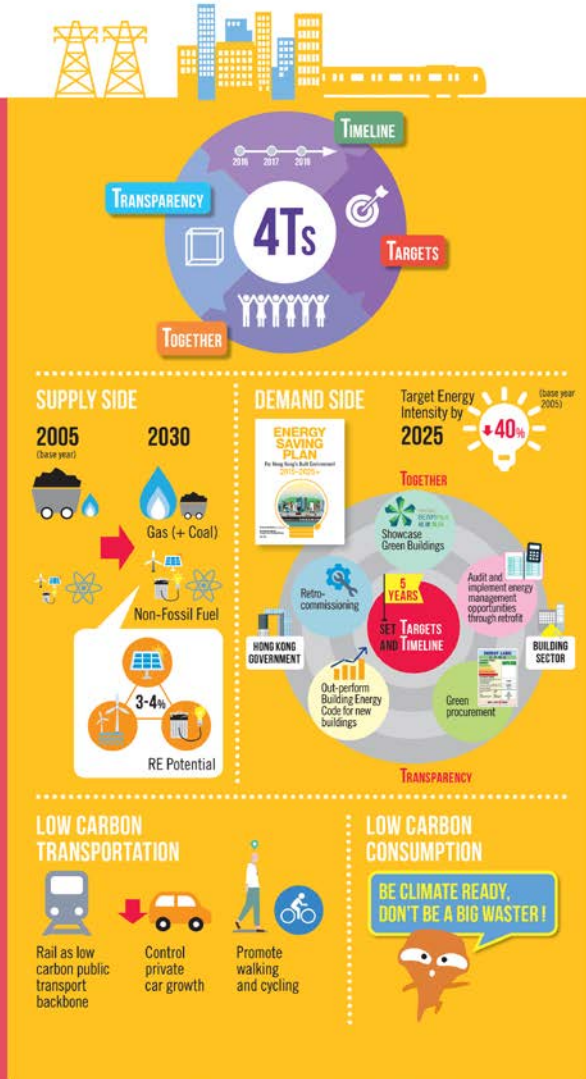 TIMELINE
2016 2017 2018
TRANSPARENCY
4Ts
TARGETS
TOGETHER
SUPPLY SIDE
2005
(base year)
2030
Gas (+ Coal)
Non-Fossil Fuel
3-4%
RE Potential
DEMAND SIDE
ENERGY
SAVING
PLAN
For Hong Kong's Built Environment
2015~2025+
Target Energy
Intensity by
2025
40%
(base year
2005)
TOGETHER
Showcase
Green Buildings
Retro-
commissioning
Audit and
implement energy
management
opportunities
through retrofit
5
YEARS
SET TARGETS
AND TIMELINE
HONG KONG
GOVERNMENT
BUILDING
SECTOR
Out-perform
Building Energy
Code for new
buildings
ENERGY LABEL
Green
procurement
TRANSPARENCY
LOW CARBON
TRANSPORTATION
Rail as low
carbon public
transport
backbone
Control
private
car growth
Promote
walking
and cycling
LOW CARBON
CONSUMPTION
BE CLIMATE READY,
DON'T BE A BIG WASTER !